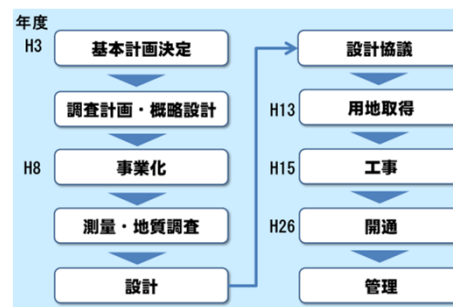 年度
H3
基本計画決定
調査計画・概略設計
H8
事業化
測量・地質調査
設計
設計協議
H13
用地取得
H15
工事
H26
開通
管理